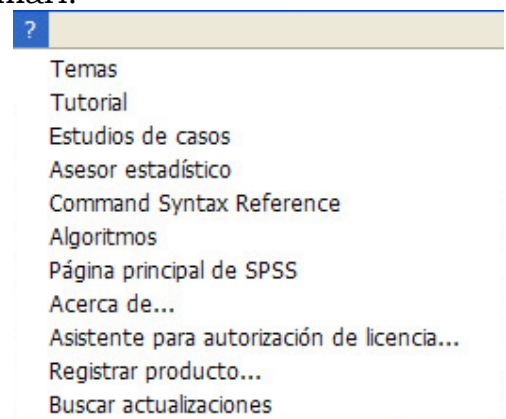 ?
Temas
Tutorial
Estudios de casos
Asesor estadístico
Command Syntax Reference
Algoritmos
Página principal de SPSS
Acerca de...
Asistente para autorización de licencia...
Registrar producto...
Buscar actualizaciones